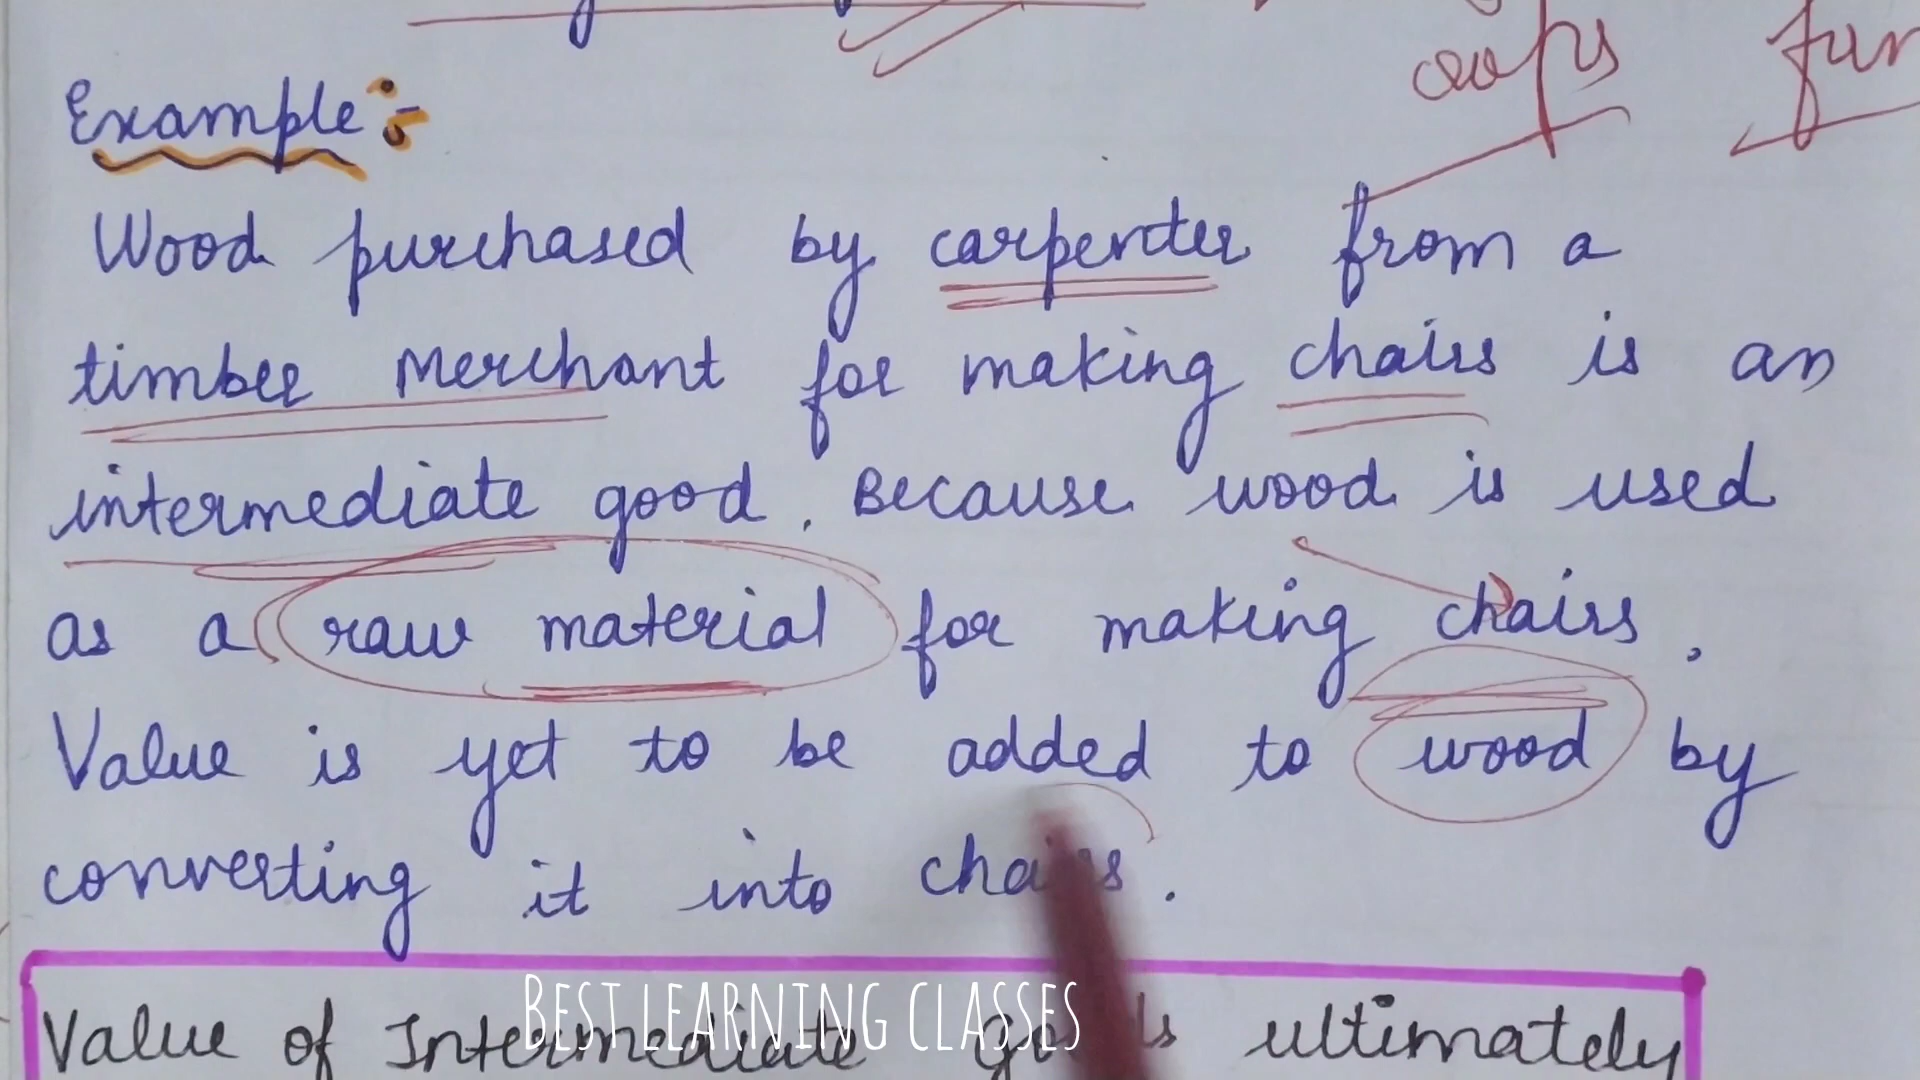 Example :-
Wood purchased by carpenter from a
timber Merchant for making chairs is an
intermediate good. Because wood is used
as a raw material for making chairs.
Value is yet to be added to wood by
converting it into chairs.
Value of Intermediate ultimately
BEST LEARNING CLASSES